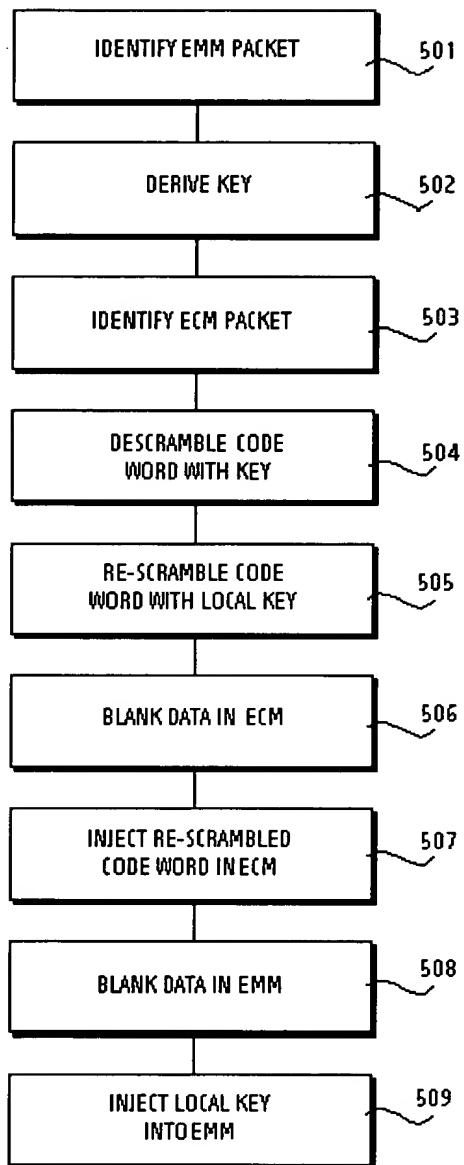 IDENTIFY EMM PACKET
501
DERIVE KEY
502
IDENTIFY ECM PACKET
503
DESCRAMBLE CODE
WORD WITH KEY
504
RE-SCRAMBLE CODE
WORD WITH LOCAL KEY
505
BLANK DATA IN ECM
506
INJECT RE-SCRAMBLED
CODE WORD IN ECM
507
BLANK DATA IN EMM
508
INJECT LOCAL KEY
INTO EMM
509